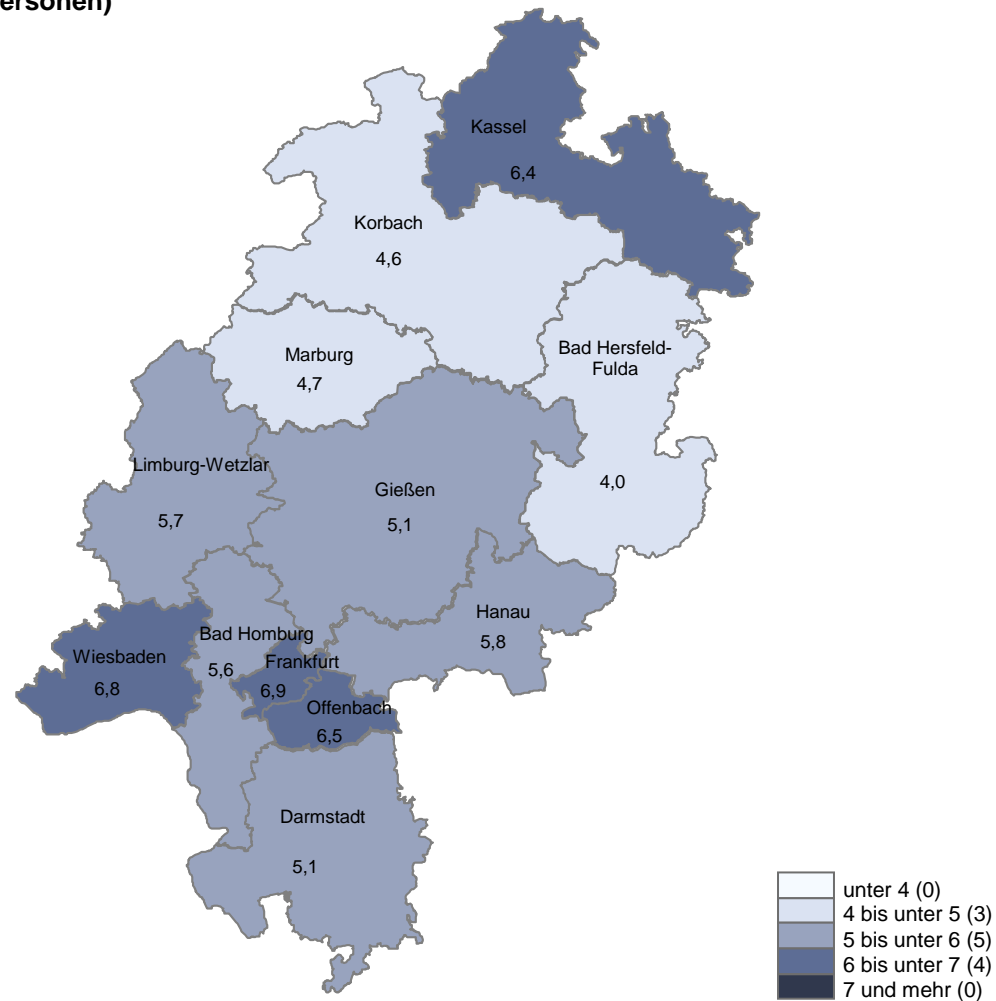 ersonen)
Kassel
6,4
Korbach
4,6
Bad Hersfeld-
Fulda
4,0
Marburg
4,7
Limburg-Wetzlar
5,7
Gießen
5,1
Hanau
5,8
Bad Homburg
5,6
Wiesbaden
6,8
Frankfurt
6,9
Offenbach
6,5
Darmstadt
5,1
unter 4 (0)
4 bis unter 5 (3)
5 bis unter 6 (5)
6 bis unter 7 (4)
7 und mehr (0)